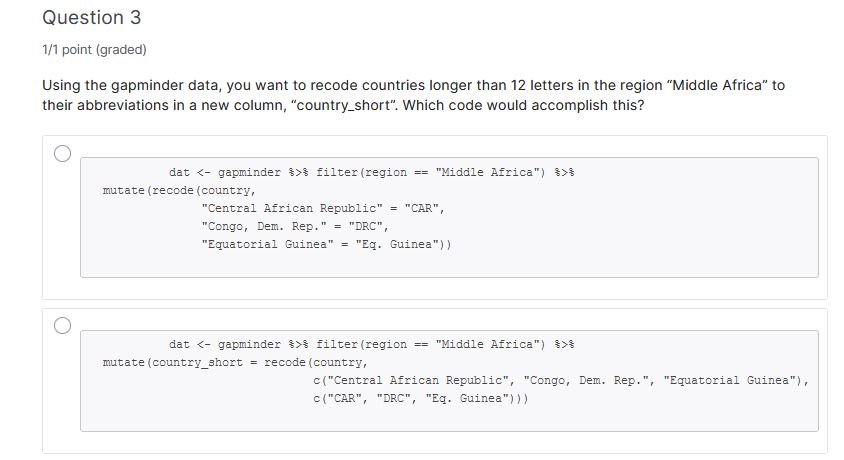 Question 3
1/1 point (graded)
Using the gapminder data, you want to recode countries longer than 12 letters in the region “Middle Africa” to
their abbreviations in a new column, “country_short”. Which code would accomplish this?
dat <- gapminder %>% filter(region == "Middle Africa") %>%
mutate(recode(country,
"Central African Republic" = "CAR",
"Congo, Dem. Rep." = "DRC",
"Equatorial Guinea" = "Eq. Guinea"))
dat <- gapminder %>% filter(region == "Middle Africa") %>%
mutate(country_short = recode(country,
c("Central African Republic", "Congo, Dem. Rep.", "Equatorial Guinea"),
c("CAR", "DRC", "Eq. Guinea")))